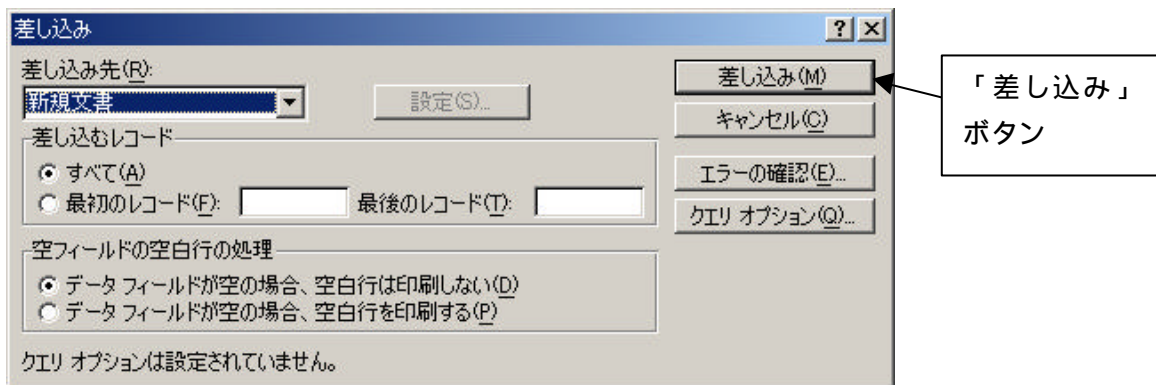 差し込み
差し込み先(R):
新規文書
設定(S)...
差し込むレコード
すべて(A)
最初のレコード(F): 最後のレコード(T):
空フィールドの空白行の処理
データ フィールドが空の場合、空白行は印刷しない(D)
データ フィールドが空の場合、空白行を印刷する(P)
クエリ オプションは設定されていません。
差し込み(M)
キャンセル(C)
エラーの確認(E)...
クエリ オプション(Q)...
「差し込み」
ボタン